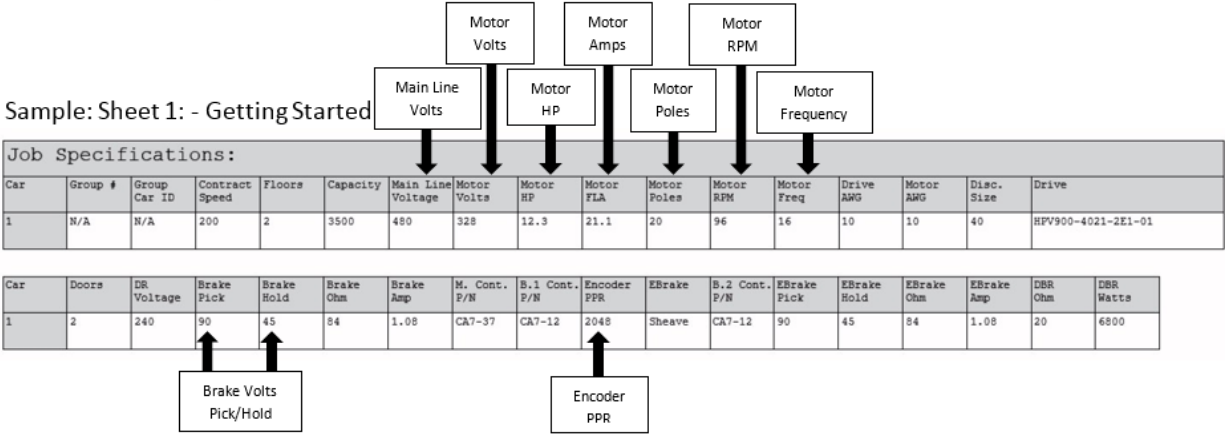 Motor Volts
Motor Amps
Motor RPM
Main Line Volts
Motor HP
Motor Poles
Motor Frequency
Sample: Sheet 1: - Getting Started
Job Specifications:
Car Group # Group Car ID Contract Speed Floors Capacity Main Line Voltage Motor Volts Motor HP Motor FLA Motor Poles Motor RPM Motor Freq Drive AWG Motor AWG Disc. Size Drive
1 N/A N/A 200 2 3500 480 328 12.3 21.1 20 96 16 10 10 40 HPV900-4021-2E1-01
Car Doors DR Voltage Brake Pick Brake Hold Brake Ohm Brake Amp M. Cont. P/N B.1 Cont. P/N Encoder PPR EBrake B.2 Cont. P/N EBrake Pick EBrake Hold EBrake Ohm EBrake Amp DBR Ohm DBR Watts
1 2 240 90 45 84 1.08 CA7-37 CA7-12 2048 Sheave CA7-12 90 45 84 1.08 20 6800
Brake Volts
Pick/Hold
Encoder
PPR